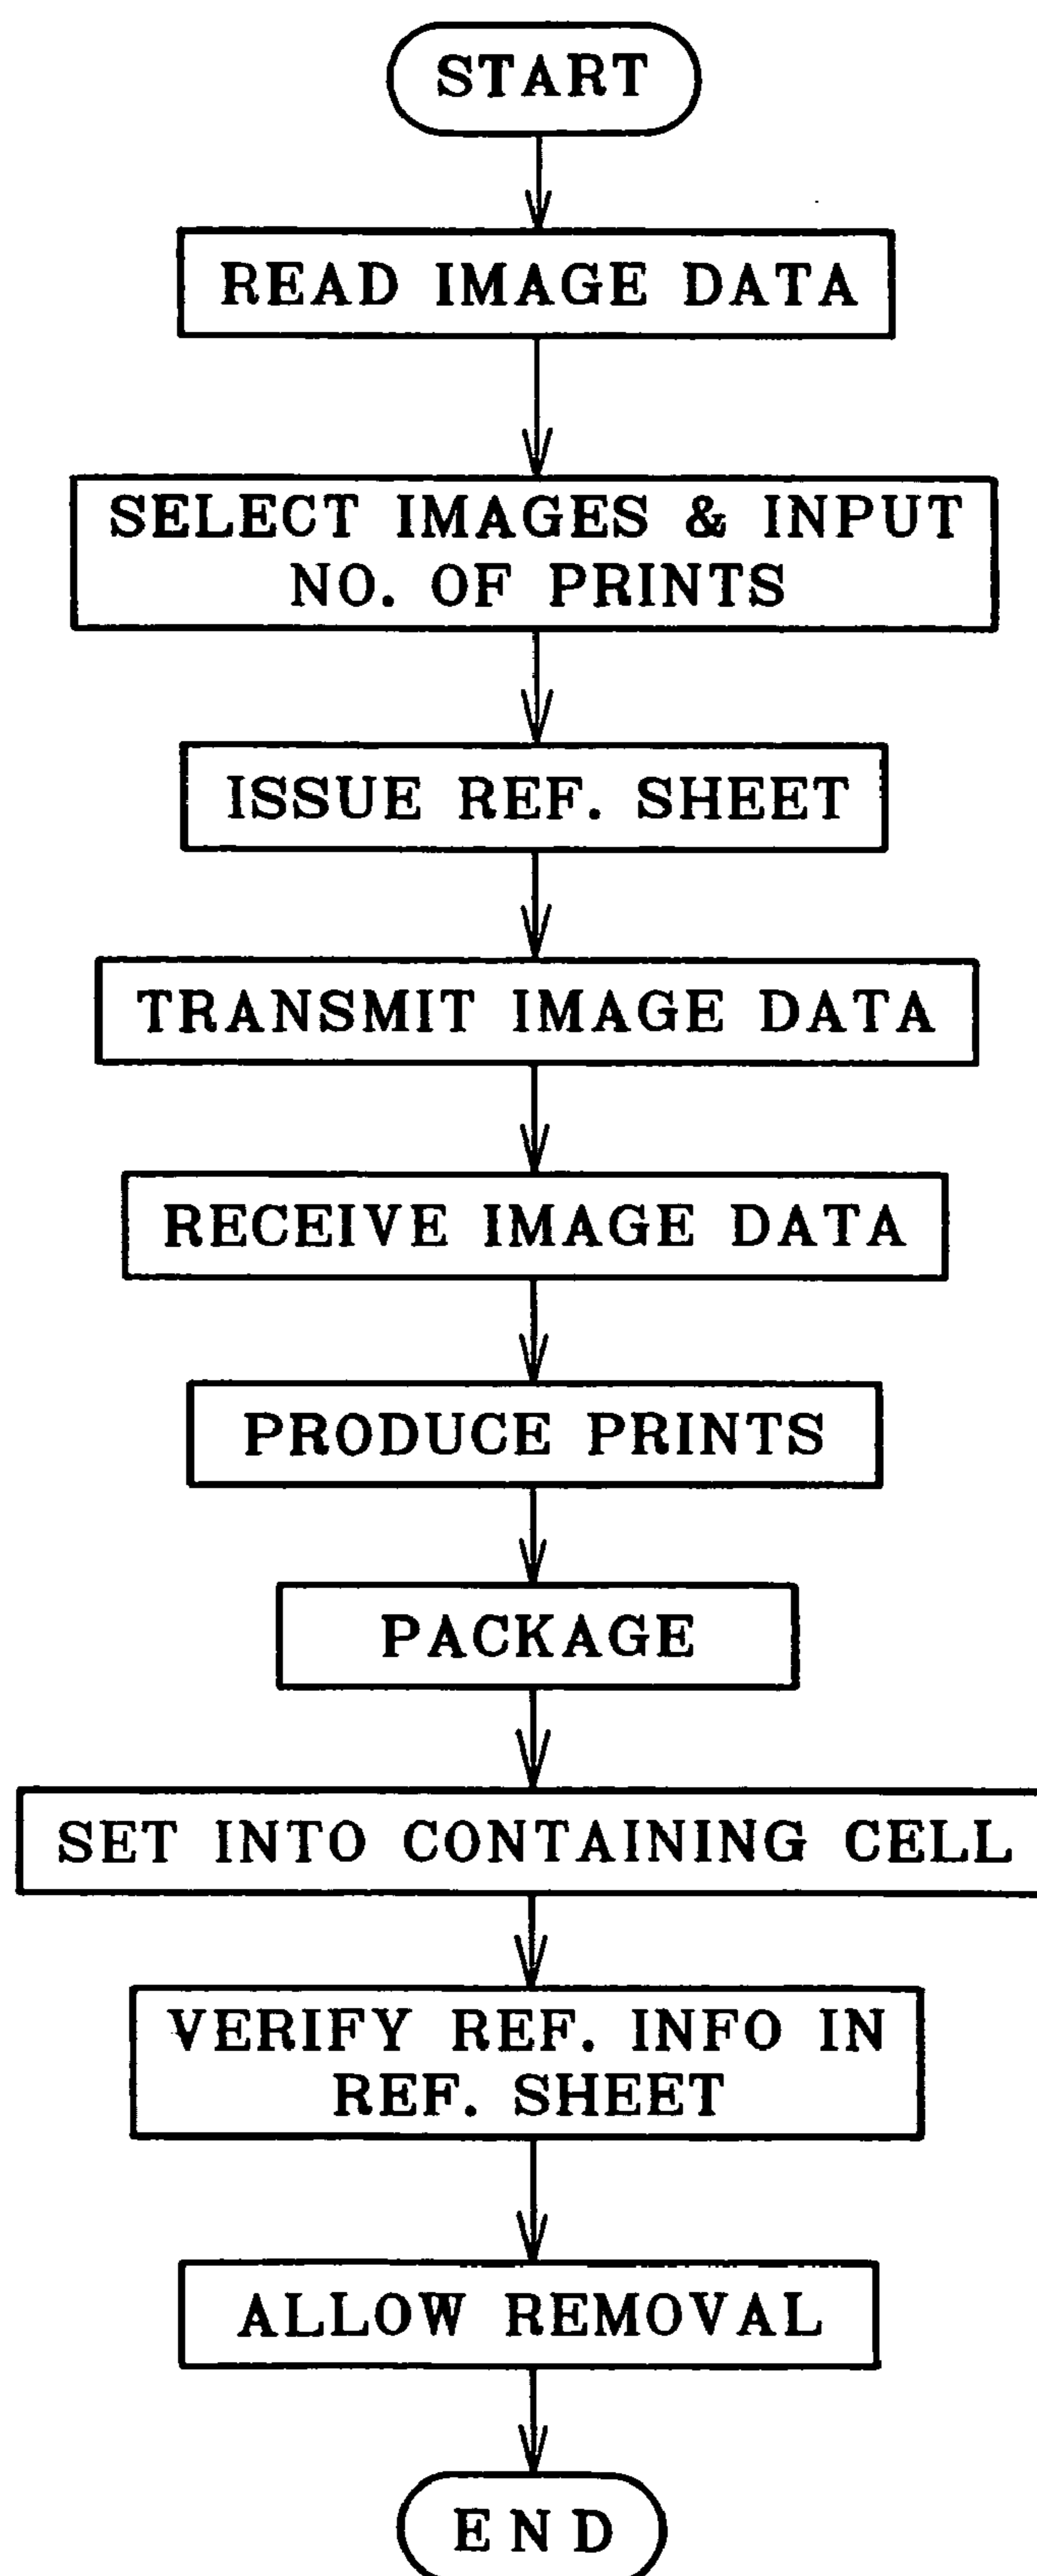 START
READ IMAGE DATA
SELECT IMAGES & INPUT
NO. OF PRINTS
ISSUE REF. SHEET
TRANSMIT IMAGE DATA
RECEIVE IMAGE DATA
PRODUCE PRINTS
PACKAGE
SET INTO CONTAINING CELL
VERIFY REF. INFO IN
REF. SHEET
ALLOW REMOVAL
END